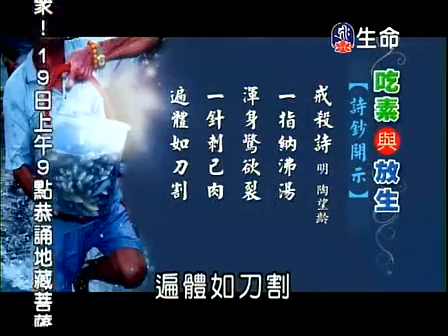 眾！19日上午9點恭誦地藏菩薩
生命
吃素與放生
【詩鈔開示】
戒殺詩 明 陶望齡
一指納沸湯
渾身驚欲裂
一針刺己肉
遍體如刀割
遍體如刀割